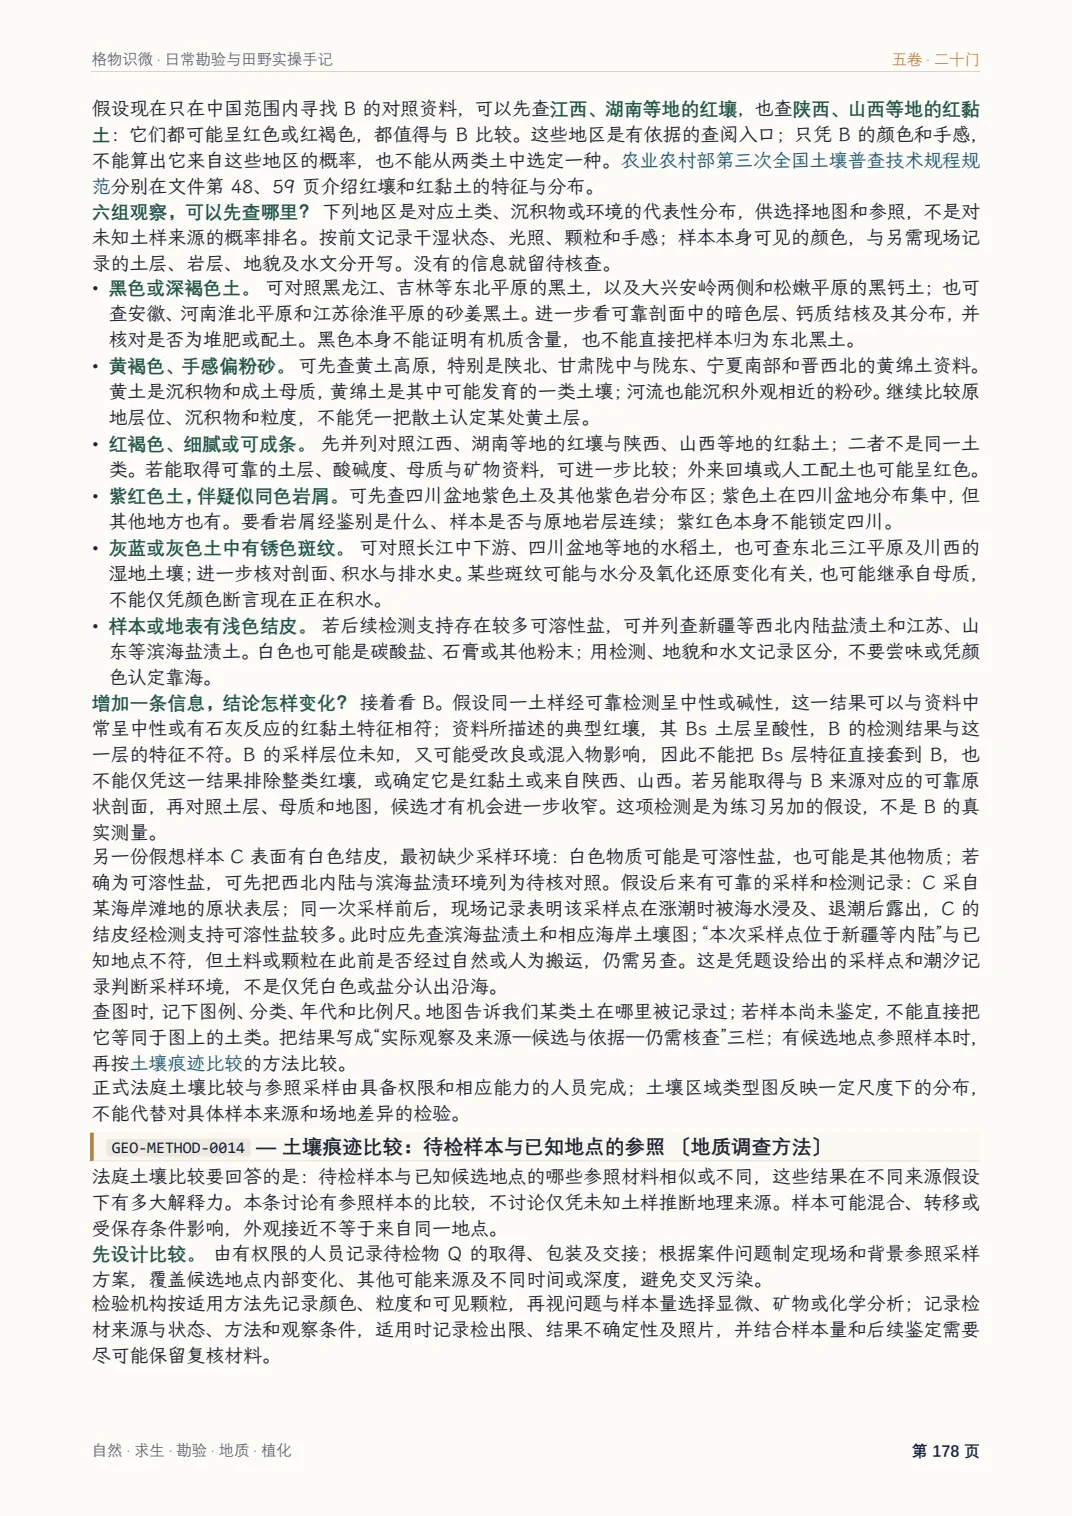 格物识微 · 日常勘验与田野实操手记
五卷 · 二十门
假设现在只在中国范围内寻找 B 的对照资料，可以先查江西、湖南等地的红壤，也查陕西、山西等地的红黏
土：它们都可能呈红色或红褐色，都值得与 B 比较。这些地区是有依据的查阅入口；只凭 B 的颜色和手感，
不能算出它来自这些地区的概率，也不能从两类土中选定一种。农业农村部第三次全国土壤普查技术规程规
范分别在文件第 48、59 页介绍红壤和红黏土的特征与分布。
六组观察，可以先查哪里？ 下列地区是对应土类、沉积物或环境的代表性分布，供选择地图和参照，不是对
未知土样来源的概率排名。按前文记录干湿状态、光照、颗粒和手感；样本本身可见的颜色，与另需现场记
录的土层、岩层、地貌及水文分开写。没有的信息就留待核查。
• 黑色或深褐色土。 可对照黑龙江、吉林等东北平原的黑土，以及大兴安岭两侧和松嫩平原的黑钙土；也可
查安徽、河南淮北平原和江苏徐淮平原的砂姜黑土。进一步看可靠剖面中的暗色层、钙质结核及其分布，并
核对是否为堆肥或配土。黑色本身不能证明有机质含量，也不能直接把样本归为东北黑土。
• 黄褐色、手感偏粉砂。 可先查黄土高原，特别是陕北、甘肃陇中与陇东、宁夏南部和晋西北的黄绵土资料。
黄土是沉积物和成土母质，黄绵土是其中可能发育的一类土壤；河流也能沉积外观相近的粉砂。继续比较原
地层位、沉积物和粒度，不能凭一把散土认定某处黄土层。
• 红褐色、细腻或可成条。 先并列对照江西、湖南等地的红壤与陕西、山西等地的红黏土；二者不是同一土
类。若能取得可靠的土层、酸碱度、母质与矿物资料，可进一步比较；外来回填或人工配土也可能呈红色。
• 紫红色土，伴疑似同色岩屑。 可先查四川盆地紫色土及其他紫色岩分布区；紫色土在四川盆地分布集中，但
其他地方也有。要看岩屑经鉴别是什么、样本是否与原地岩层连续；紫红色本身不能锁定四川。
• 灰蓝或灰色土中有锈色斑纹。 可对照长江中下游、四川盆地等地的水稻土，也可查东北三江平原及川西的
湿地土壤；进一步核对剖面、积水与排水史。某些斑纹可能与水分及氧化还原变化有关，也可能继承自母质，
不能仅凭颜色断言现在正在积水。
• 样本或地表有浅色结皮。 若后续检测支持存在较多可溶性盐，可并列查新疆等西北内陆盐渍土和江苏、山
东等滨海盐渍土。白色也可能是碳酸盐、石膏或其他粉末；用检测、地貌和水文记录区分，不要尝味或凭颜
色认定靠海。
增加一条信息，结论怎样变化？ 接着看 B。假设同一土样经可靠检测呈中性或碱性，这一结果可以与资料中
常呈中性或有石灰反应的红黏土特征相符；资料所描述的典型红壤，其 Bs 土层呈酸性，B 的检测结果与这
一层的特征不符。B 的采样层位未知，又可能受改良或混入物影响，因此不能把 Bs 层特征直接套到 B，也
不能仅凭这一结果排除整类红壤，或确定它是红黏土或来自陕西、山西。若另能取得与 B 来源对应的可靠原
状剖面，再对照土层、母质和地图，候选才有机会进一步收窄。这项检测是为练习另加的假设，不是 B 的真
实测量。
另一份假想样本 C 表面有白色结皮，最初缺少采样环境：白色物质可能是可溶性盐，也可能是其他物质；若
确为可溶性盐，可先把西北内陆与滨海盐渍环境列为待核对照。假设后来有可靠的采样和检测记录：C 采自
某海岸滩地的原状表层；同一次采样前后，现场记录表明该采样点在涨潮时被海水浸及、退潮后露出，C 的
结皮经检测支持可溶性盐较多。此时应先查滨海盐渍土和相应海岸土壤图；“本次采样点位于新疆等内陆”与已
知地点不符，但土料或颗粒在此前是否经过自然或人为搬运，仍需另查。这是凭题设给出的采样点和潮汐记
录判断采样环境，不是仅凭白色或盐分认出沿海。
查图时，记下图例、分类、年代和比例尺。地图告诉我们某类土在哪里被记录过；若样本尚未鉴定，不能直接把
它等同于图上的土类。把结果写成“实际观察及来源—候选与依据—仍需核查”三栏；有候选地点参照样本时，
再按土壤痕迹比较的方法比较。
正式法庭土壤比较与参照采样由具备权限和相应能力的人员完成；土壤区域类型图反映一定尺度下的分布，
不能代替对具体样本来源和场地差异的检验。
GEO-METHOD-0014 — 土壤痕迹比较：待检样本与已知地点的参照 〔地质调查方法〕
法庭土壤比较要回答的是：待检样本与已知候选地点的哪些参照材料相似或不同，这些结果在不同来源假设
下有多大解释力。本条讨论有参照样本的比较，不讨论仅凭未知土样推断地理来源。样本可能混合、转移或
受保存条件影响，外观接近不等于来自同一地点。
先设计比较。 由有权限的人员记录待检物 Q 的取得、包装及交接；根据案件问题制定现场和背景参照采样
方案，覆盖候选地点内部变化、其他可能来源及不同时间或深度，避免交叉污染。
检验机构按适用方法先记录颜色、粒度和可见颗粒，再视问题与样本量选择显微、矿物或化学分析；记录检
材来源与状态、方法和观察条件，适用时记录检出限、结果不确定性及照片，并结合样本量和后续鉴定需要
尽可能保留复核材料。
自然 · 求生 · 勘验 · 地质 · 植化
第 178 页